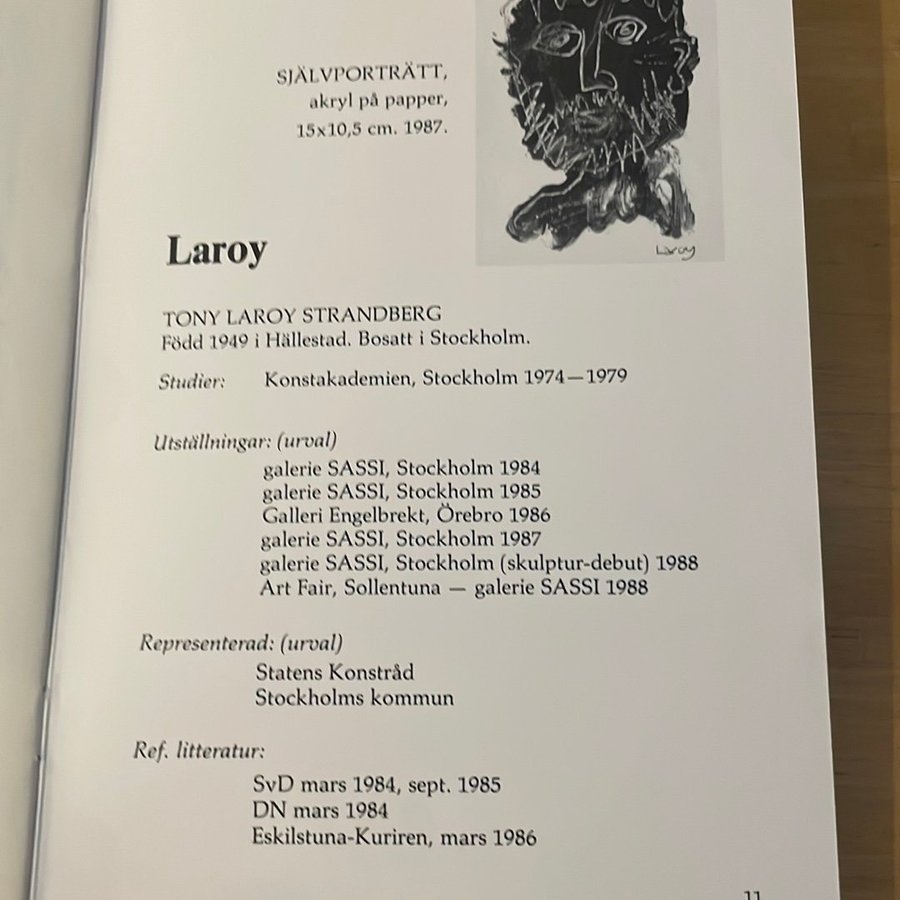 SJÄLVPORTRÄTT,
akryl på papper,
15x10,5 cm. 1987.
Laroy
Laroy
TONY LAROY STRANDBERG
Född 1949 i Hällestad. Bosatt i Stockholm.
Studier: Konstakademien, Stockholm 1974—1979
Utställningar: (urval)
galerie SASSI, Stockholm 1984
galerie SASSI, Stockholm 1985
Galleri Engelbrekt, Örebro 1986
galerie SASSI, Stockholm 1987
galerie SASSI, Stockholm (skulptur-debut) 1988
Art Fair, Sollentuna — galerie SASSI 1988
Representerad: (urval)
Statens Konstråd
Stockholms kommun
Ref. litteratur:
SvD mars 1984, sept. 1985
DN mars 1984
Eskilstuna-Kuriren, mars 1986
11